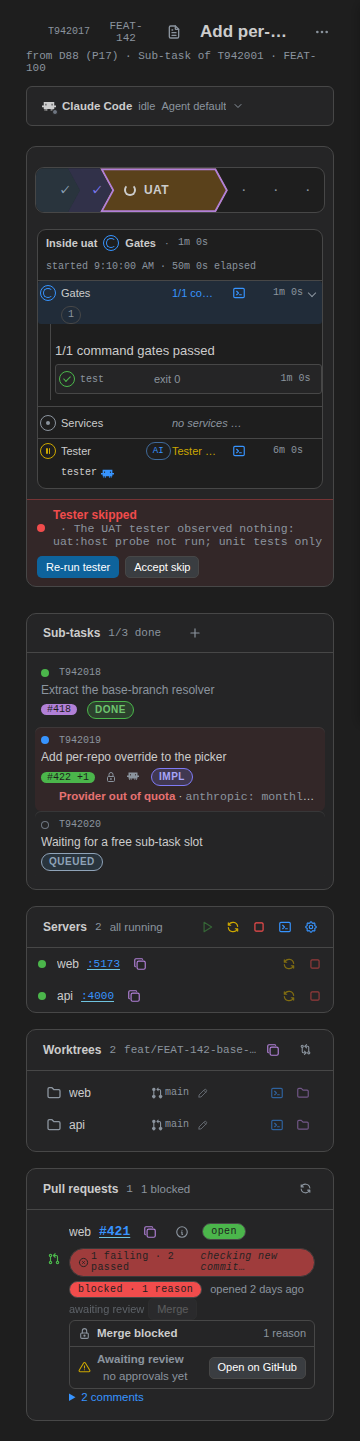 T942017 FEAT-142 Add per-… ···
from D88 (P17) · Sub-task of T942001 · FEAT-100
Claude Code idle Agent default
✓ ✓ UAT · · ·
Inside uat Gates · 1m 0s
started 9:10:00 AM · 50m 0s elapsed
Gates 1/1 co… 1m 0s
1
1/1 command gates passed
test exit 0 1m 0s
Services no services …
Tester AI Tester … 6m 0s
tester
Tester skipped
· The UAT tester observed nothing:
uat:host probe not run; unit tests only
Re-run tester Accept skip
Sub-tasks 1/3 done +
T942018
Extract the base-branch resolver
#418 DONE
T942019
Add per-repo override to the picker
#422 +1 IMPL
Provider out of quota · anthropic: monthl…
T942020
Waiting for a free sub-task slot
QUEUED
Servers 2 all running
web :5173
api :4000
Worktrees 2 feat/FEAT-142-base-…
web main
api main
Pull requests 1 1 blocked
web #421 open
1 failing · 2 passed checking new commit…
blocked · 1 reason opened 2 days ago
awaiting review Merge
Merge blocked 1 reason
Awaiting review
no approvals yet
Open on GitHub
2 comments